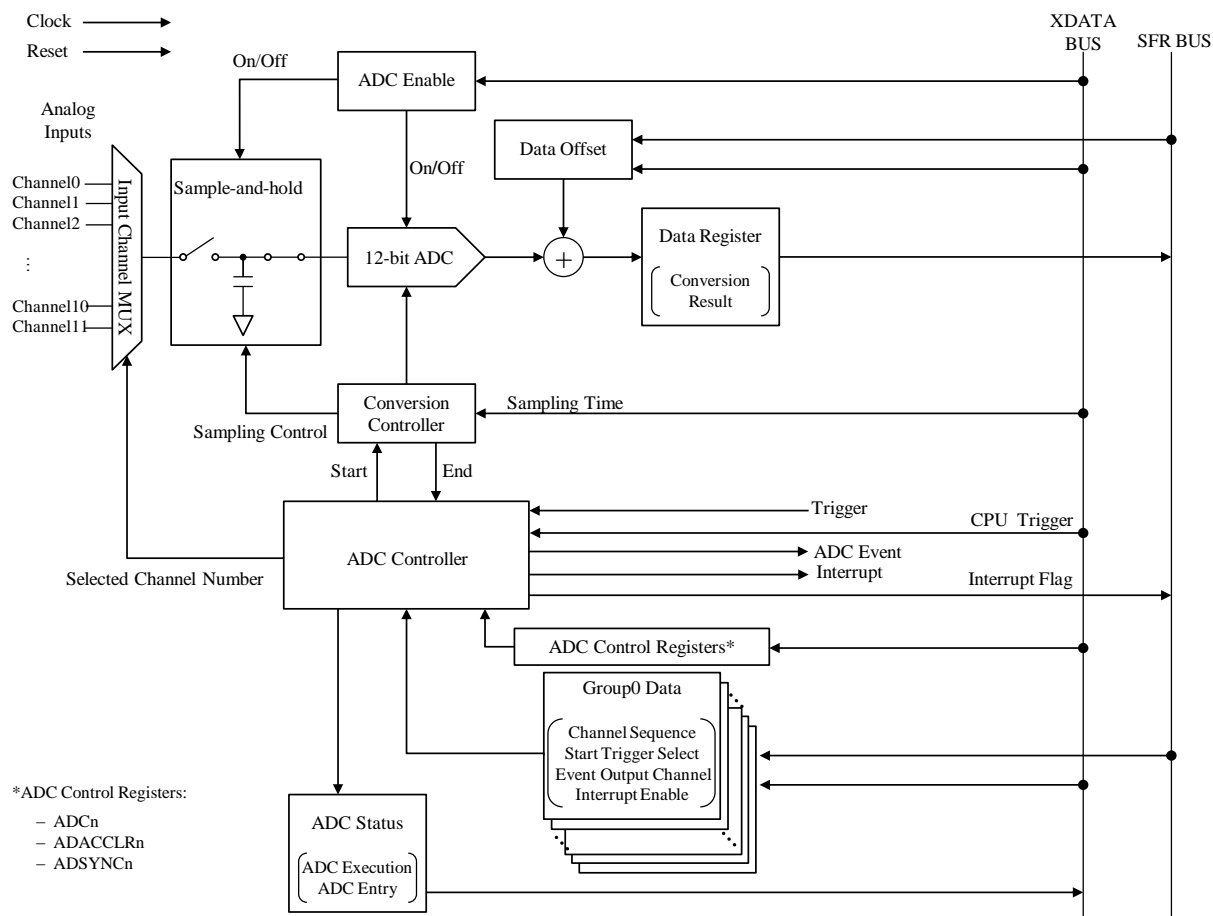 Clock
Reset
XDATA
BUS
SFR BUS
On/Off
ADC Enable
Analog
Inputs
Data Offset
On/Off
Channel0
Channel1
Channel2
⋮
Channel10
Channel11
Input Channel MUX
Sample-and-hold
12-bit ADC
+
Data Register
Conversion
Result
Conversion
Controller
Sampling Time
Sampling Control
Start
End
ADC Controller
Trigger
CPU Trigger
ADC Event
Interrupt
Interrupt Flag
Selected Channel Number
ADC Control Registers*
Group0 Data
Channel Sequence
Start Trigger Select
Event Output Channel
Interrupt Enable
ADC Status
ADC Execution
ADC Entry
*ADC Control Registers:
– ADCn
– ADACCLRn
– ADSYNCn